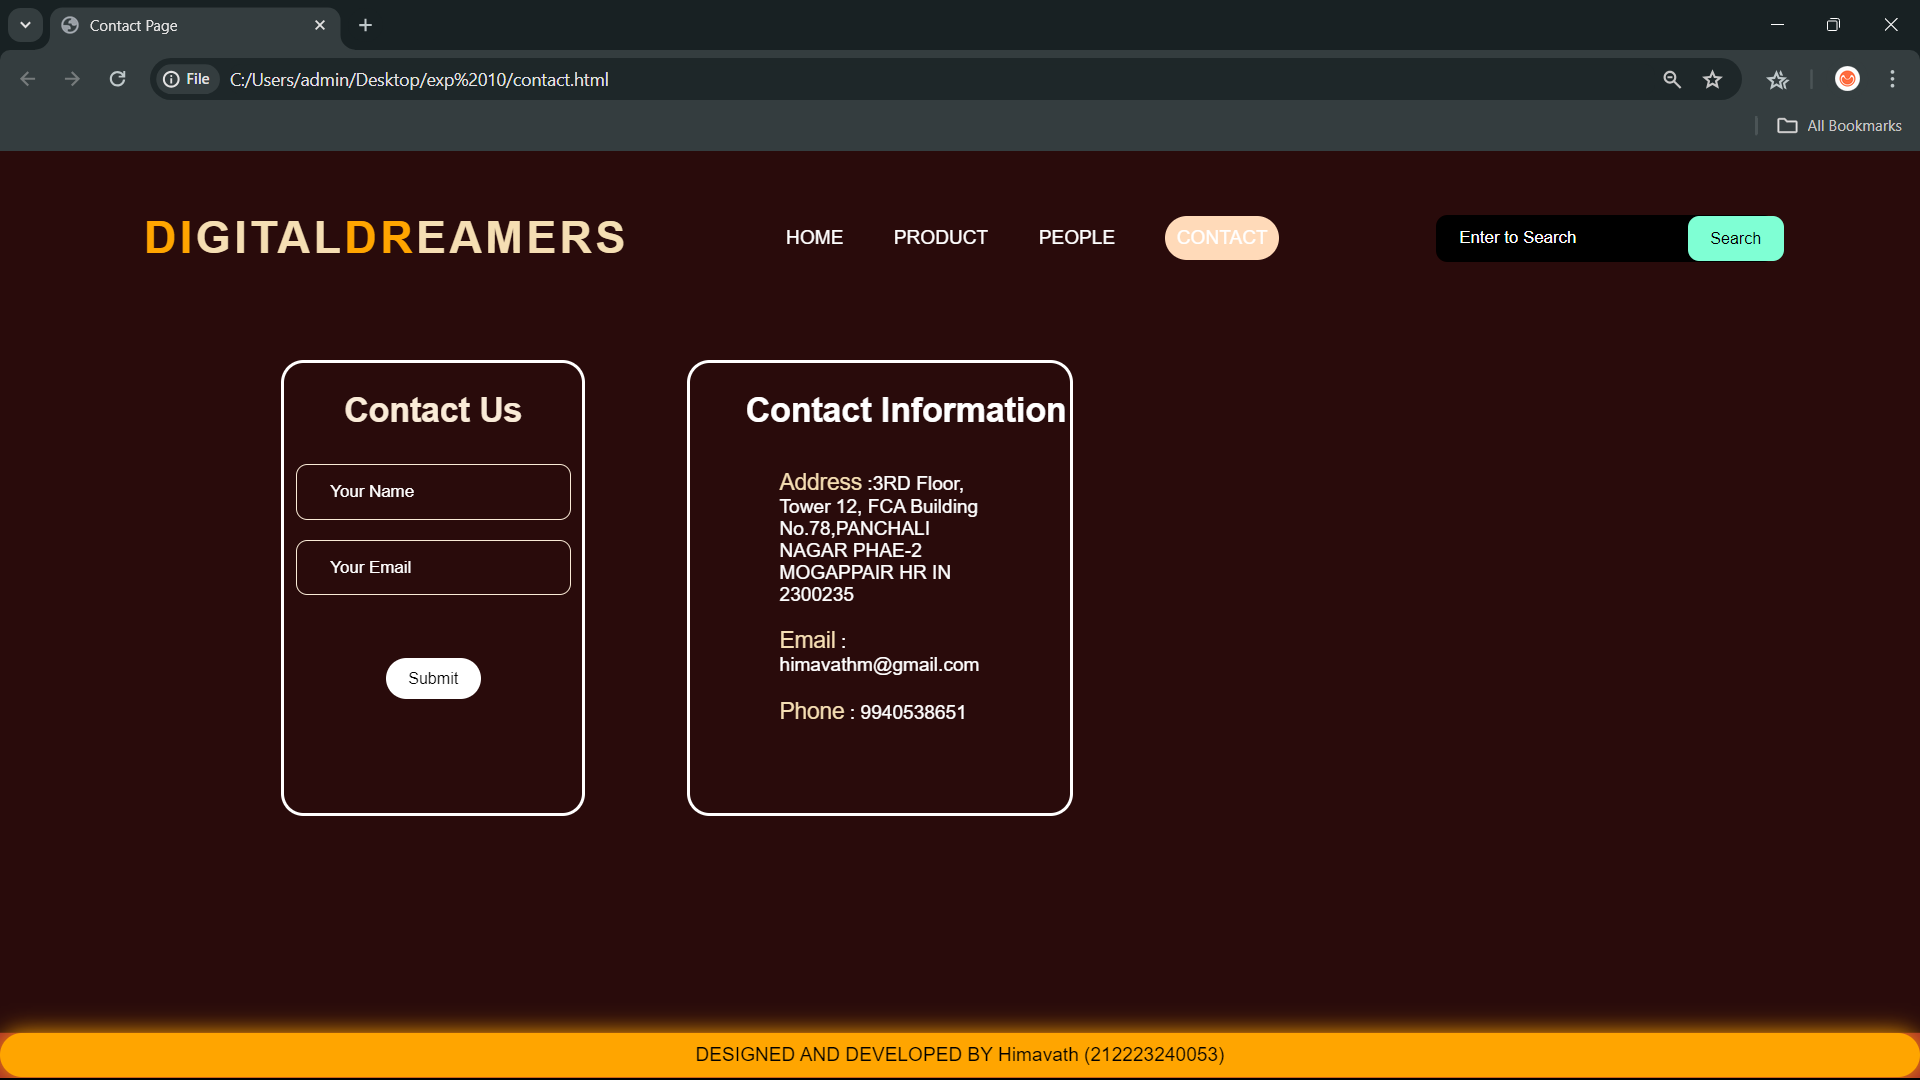 Contact Page
File
C:/Users/admin/Desktop/exp%2010/contact.html
All Bookmarks
DIGITALDREAMERS
HOME
PRODUCT
PEOPLE
CONTACT
Enter to Search
Search
Contact Us
Your Name
Your Email
Submit
Contact Information
Address :3RD Floor,
Tower 12, FCA Building
No.78,PANCHALI
NAGAR PHAE-2
MOGAPPAIR HR IN
2300235
Email :
himavathm@gmail.com
Phone : 9940538651
DESIGNED AND DEVELOPED BY Himavath (212223240053)